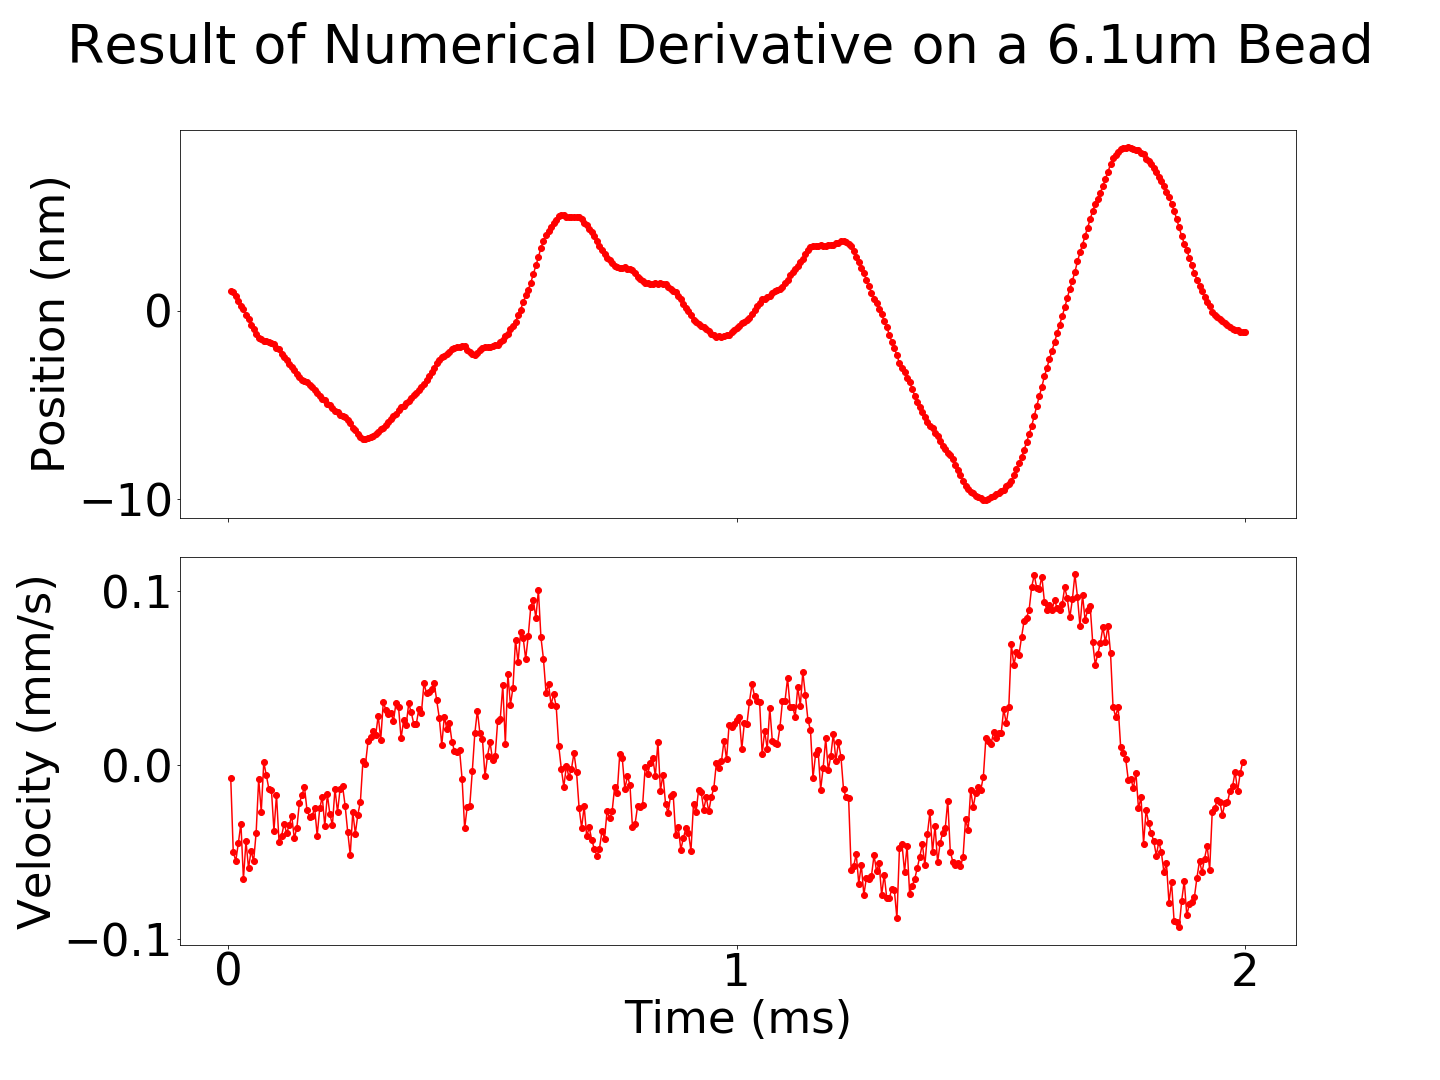 Result of Numerical Derivative on a 6.1um Bead
Position (nm)
0
−10
Velocity (mm/s)
0.1
0.0
−0.1
0 1 2
Time (ms)